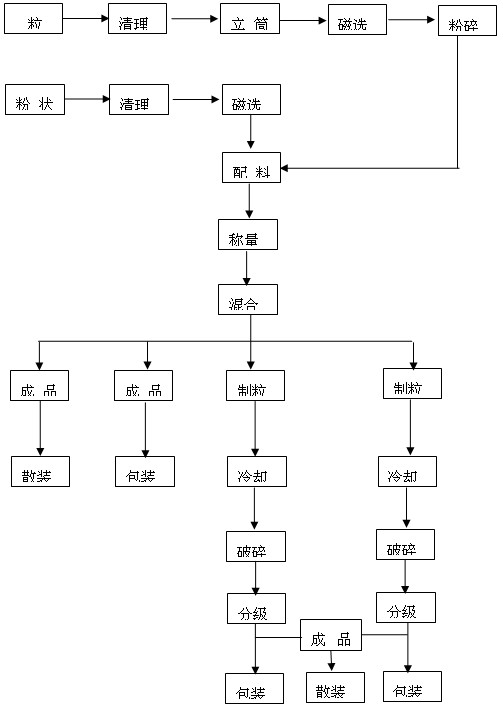 粒 清理 立 筒 磁选 粉碎
粉 状 清理 磁选
配 料
称量
混合
成 品 成 品 制粒 制粒
散装 包装 冷却 冷却
破碎 破碎
分级 分级
成 品
包装 散装 包装